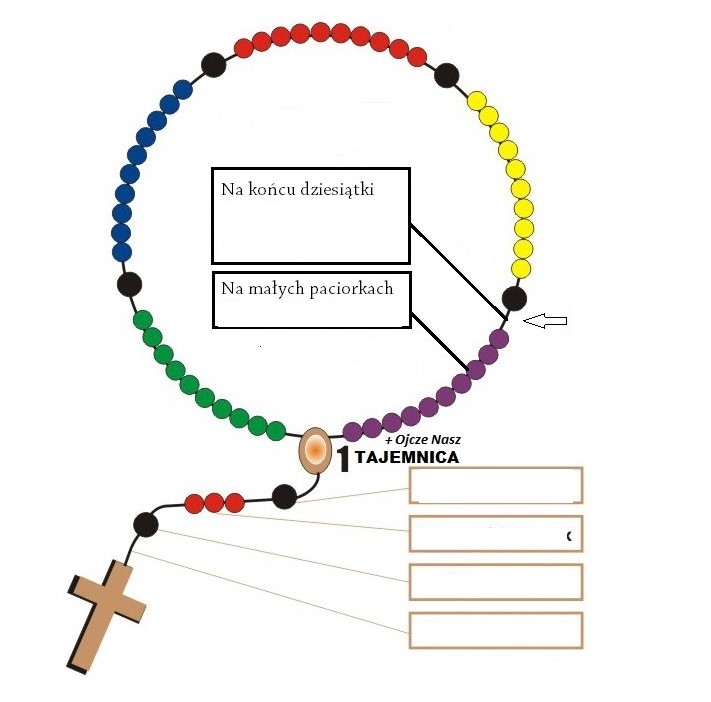 Na końcu dziesiątki
Na małych paciorkach
+ Ojcze Nasz
1 TAJEMNICA